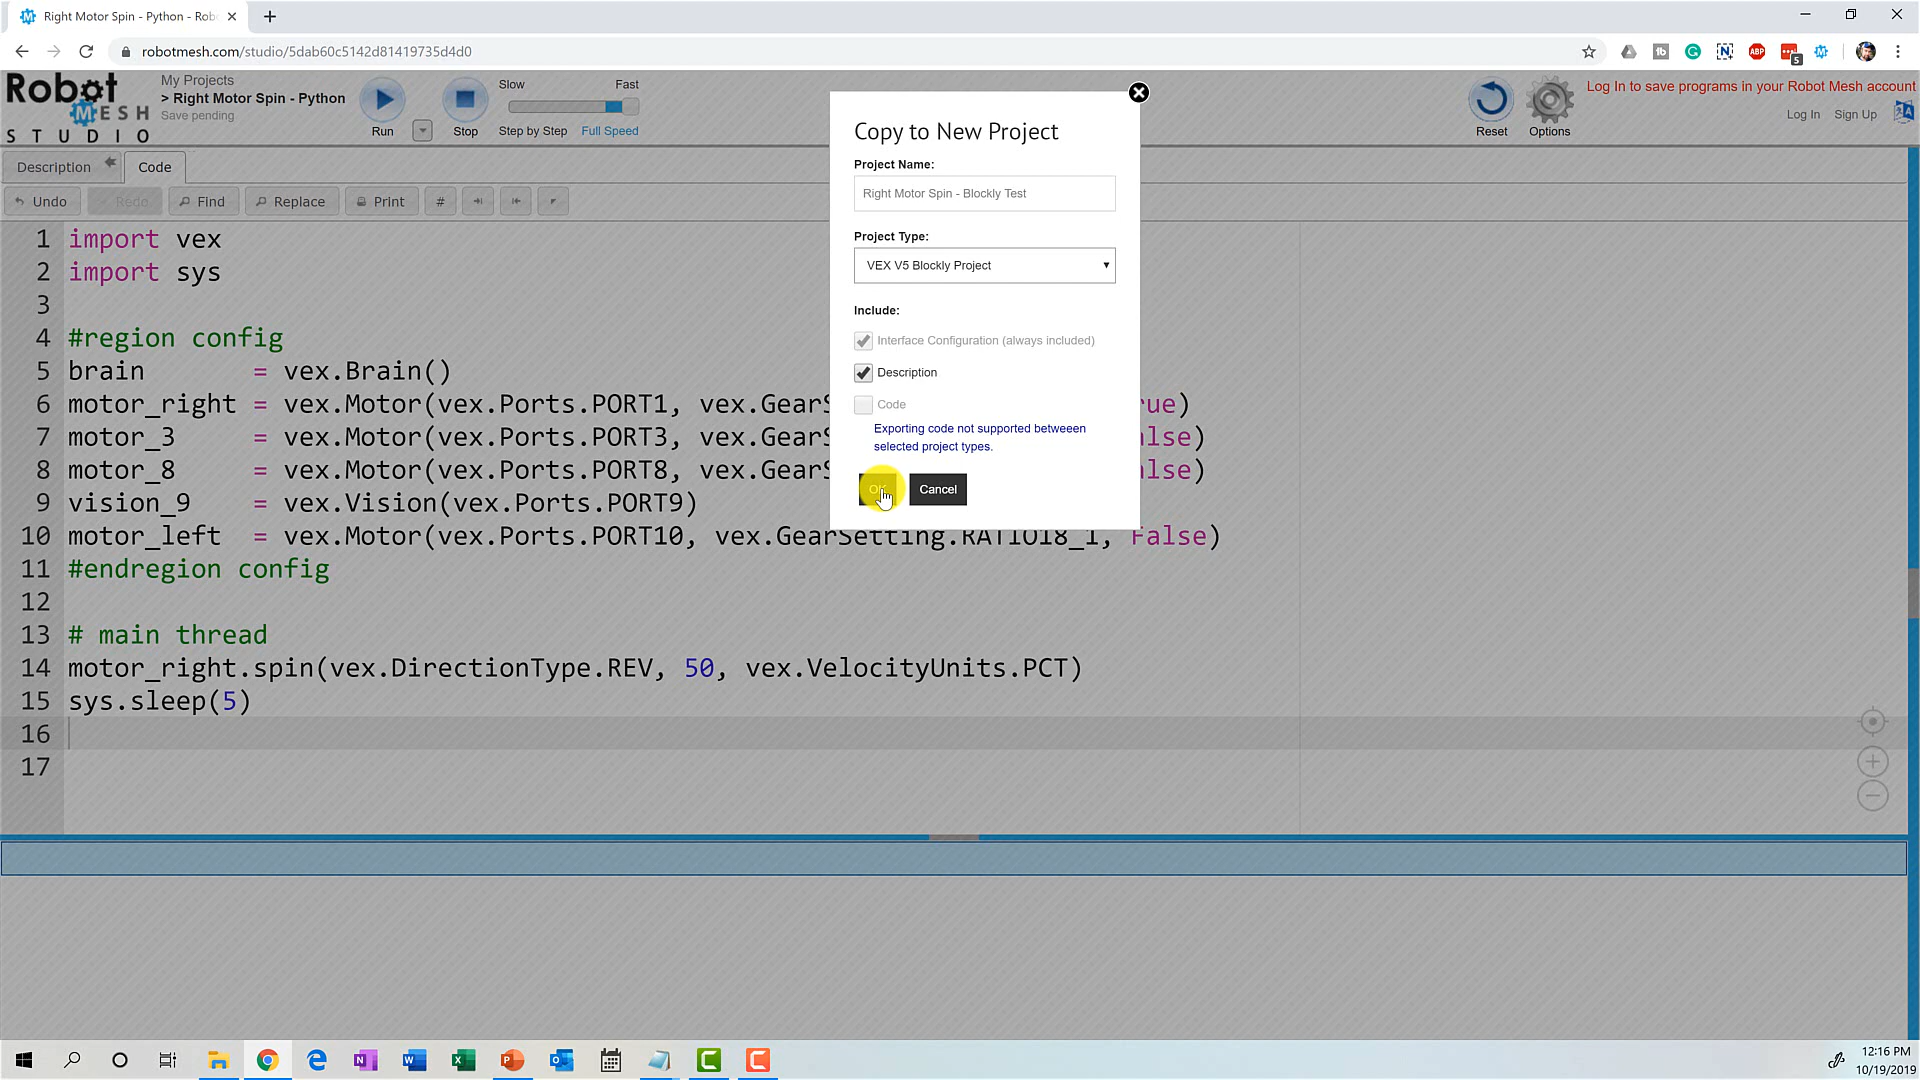 Right Motor Spin - Python - Rob
robotmesh.com/studio/5dab60c5142d81419735d4d0
5
Robot
MESH
STUDIO
My Projects
> Right Motor Spin - Python
Save pending
Run
Stop
Slow
Fast
Step by Step
Full Speed
Reset
Options
Log In to save programs in your Robot Mesh account
Log In
Sign Up
Description
Code
Undo
Redo
Find
Replace
Print
#
1 import vex
2 import sys
3
4 #region config
5 brain = vex.Brain()
6 motor_right = vex.Motor(vex.Ports.PORT1, vex.GearS rue)
7 motor_3 = vex.Motor(vex.Ports.PORT3, vex.GearS lse)
8 motor_8 = vex.Motor(vex.Ports.PORT8, vex.GearS lse)
9 vision_9 = vex.Vision(vex.Ports.PORT9)
10 motor_left = vex.Motor(vex.Ports.PORT10, vex.GearSetting.RATIO18_1, False)
11 #endregion config
12
13 # main thread
14 motor_right.spin(vex.DirectionType.REV, 50, vex.VelocityUnits.PCT)
15 sys.sleep(5)
16
17
Copy to New Project
Project Name:
Right Motor Spin - Blockly Test
Project Type:
VEX V5 Blockly Project
Include:
Interface Configuration (always included)
Description
Code
Exporting code not supported betweeen
selected project types.
OK
Cancel
12:16 PM
10/19/2019